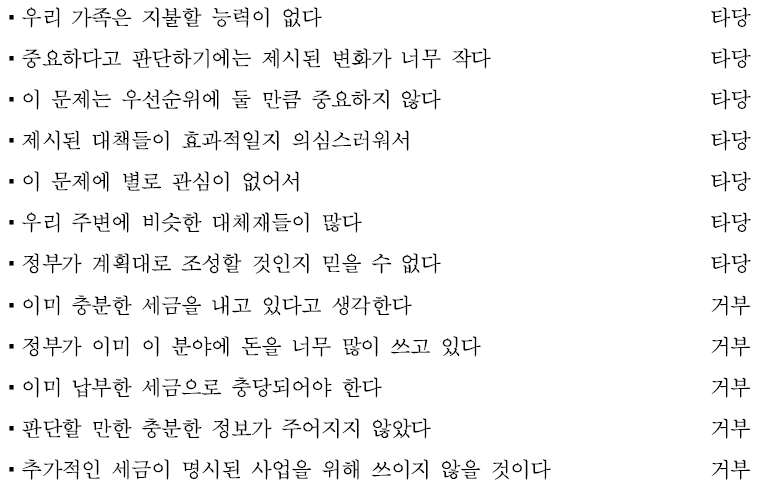 ▪ 우리 가족은 지불할 능력이 없다 타당
▪ 중요하다고 판단하기에는 제시된 변화가 너무 작다 타당
▪ 이 문제는 우선순위에 둘 만큼 중요하지 않다 타당
▪ 제시된 대책들이 효과적일지 의심스러워서 타당
▪ 이 문제에 별로 관심이 없어서 타당
▪ 우리 주변에 비슷한 대체재들이 많다 타당
▪ 정부가 계획대로 조성할 것인지 믿을 수 없다 타당
▪ 이미 충분한 세금을 내고 있다고 생각한다 거부
▪ 정부가 이미 이 분야에 돈을 너무 많이 쓰고 있다 거부
▪ 이미 납부한 세금으로 충당되어야 한다 거부
▪ 판단할 만한 충분한 정보가 주어지지 않았다 거부
▪ 추가적인 세금이 명시된 사업을 위해 쓰이지 않을 것이다 거부